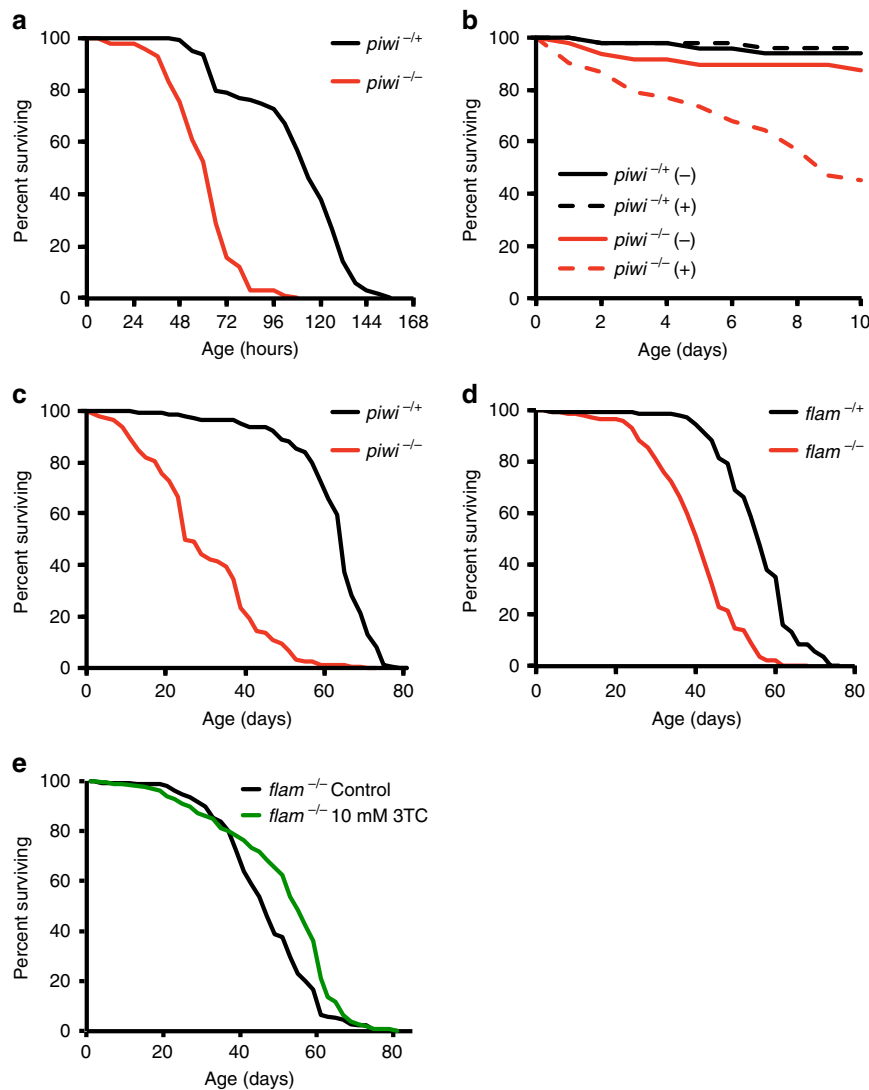 a
100
80
60
40
20
0
Percent surviving
0 24 48 72 96 120 144 168
Age (hours)
piwi −/+
piwi −/−
b
100
80
60
40
20
0
Percent surviving
0 2 4 6 8 10
Age (days)
piwi −/+ (−)
piwi −/+ (+)
piwi −/− (−)
piwi −/− (+)
c
100
80
60
40
20
0
Percent surviving
0 20 40 60 80
Age (days)
piwi −/+
piwi −/−
d
100
80
60
40
20
0
Percent surviving
0 20 40 60 80
Age (days)
flam −/+
flam −/−
e
100
80
60
40
20
0
Percent surviving
0 20 40 60 80
Age (days)
flam −/− Control
flam −/− 10 mM 3TC